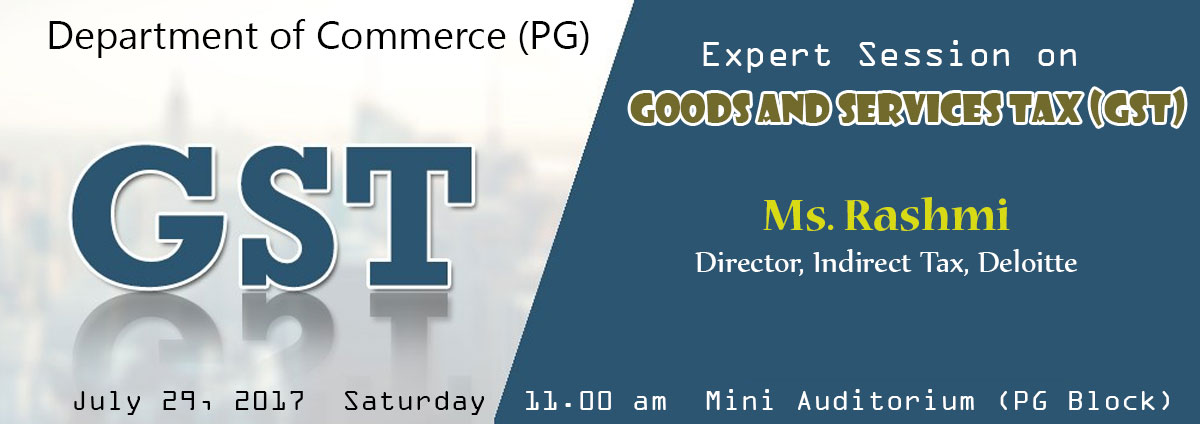 Department of Commerce (PG)
GST
Expert Session on
GOODS AND SERVICES TAX (GST)
Ms. Rashmi
Director, Indirect Tax, Deloitte
July 29, 2017 Saturday 11.00 am Mini Auditorium (PG Block)